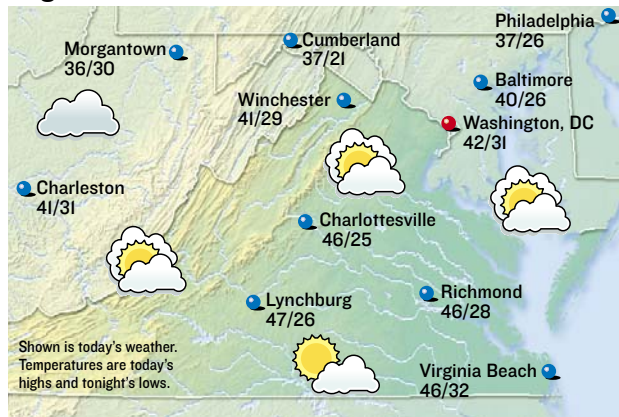 Philadelphia
37/26
Morgantown
36/30
Cumberland
37/21
Baltimore
40/26
Winchester
41/29
Washington, DC
42/31
Charleston
41/31
Charlottesville
46/25
Lynchburg
47/26
Richmond
46/28
Shown is today's weather.
Temperatures are today's
highs and tonight's lows.
Virginia Beach
46/32